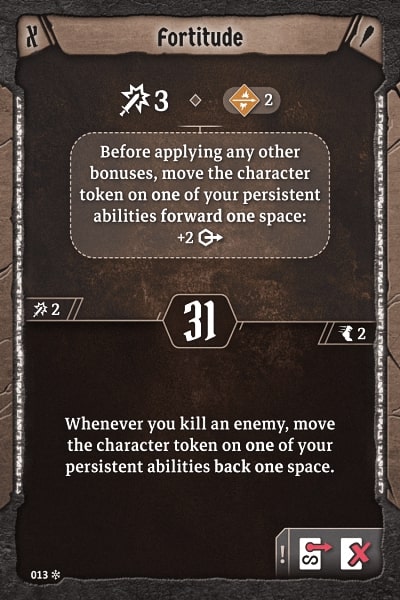 X
Fortitude
3
2
Before applying any other
bonuses, move the character
token on one of your persistent
abilities forward one space:
+2
2
31
2
Whenever you kill an enemy, move
the character token on one of your
persistent abilities back one space.
!
013